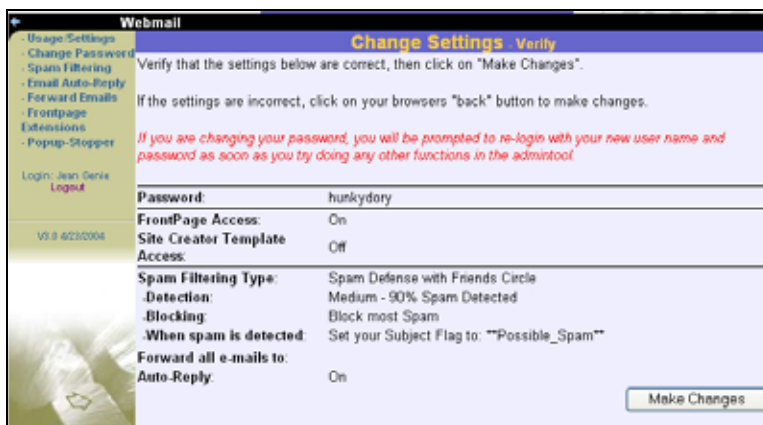 Webmail
- Usage/Settings
- Change Password
- Spam Filtering
- Email Auto-Reply
- Forward Emails
- Frontpage
Extensions
- Popup-Stopper
Login: Jean Genie
Logout
V3.0 4/23/2004
Change Settings - Verify
Verify that the settings below are correct, then click on "Make Changes".
If the settings are incorrect, click on your browsers "back" button to make changes.
If you are changing your password, you will be prompted to re-login with your new user name and
password as soon as you try doing any other functions in the admintool.
Password: hunkydory
FrontPage Access: On
Site Creator Template
Access: Off
Spam Filtering Type: Spam Defense with Friends Circle
-Detection: Medium - 90% Spam Detected
-Blocking: Block most Spam
-When spam is detected: Set your Subject Flag to: **Possible_Spam**
Forward all e-mails to:
Auto-Reply: On
Make Changes